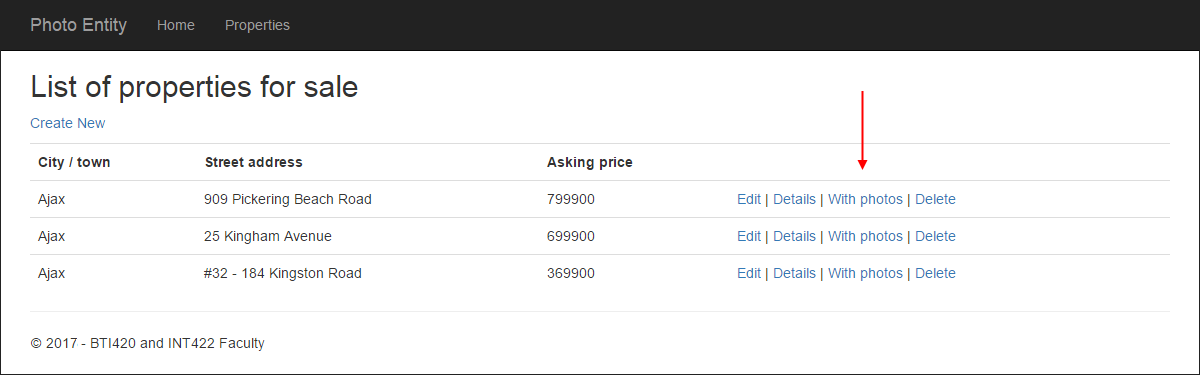 Photo Entity Home Properties
List of properties for sale
Create New
City / town Street address Asking price
Ajax 909 Pickering Beach Road 799900 Edit | Details | With photos | Delete
Ajax 25 Kingham Avenue 699900 Edit | Details | With photos | Delete
Ajax #32 - 184 Kingston Road 369900 Edit | Details | With photos | Delete
© 2017 - BTI420 and INT422 Faculty